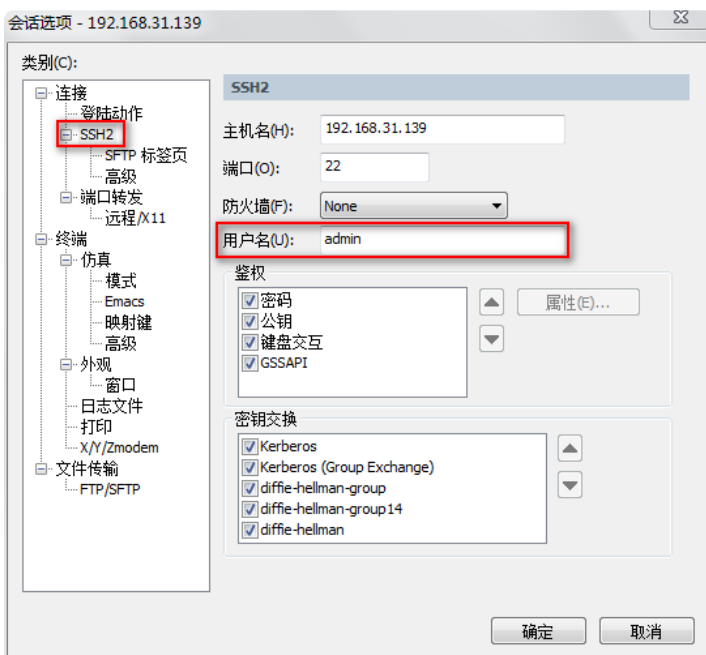 会话选项 - 192.168.31.139
类别(C):
连接
登陆动作
SSH2
SFTP 标签页
高级
端口转发
远程/X11
终端
仿真
模式
Emacs
映射键
高级
外观
窗口
日志文件
打印
X/Y/Zmodem
文件传输
FTP/SFTP
SSH2
主机名(H): 192.168.31.139
端口(O): 22
防火墙(F): None
用户名(U): admin
鉴权
密码
公钥
键盘交互
GSSAPI
属性(E)...
密钥交换
Kerberos
Kerberos (Group Exchange)
diffie-hellman-group
diffie-hellman-group14
diffie-hellman
确定 取消